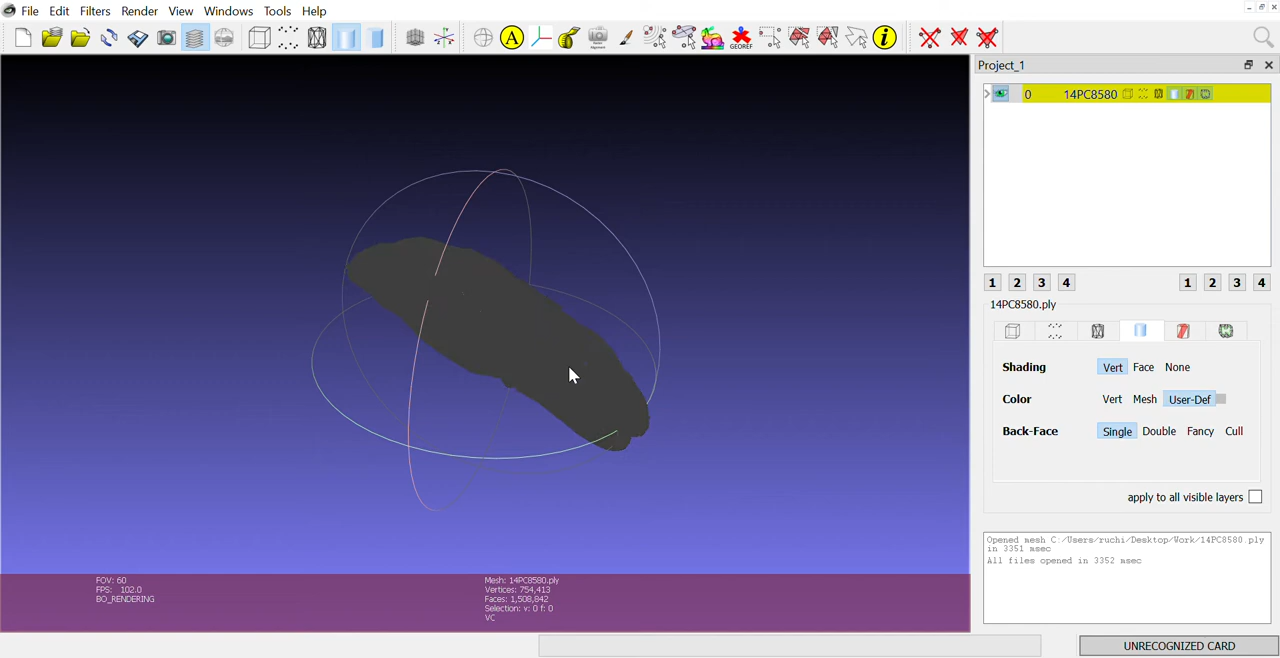 File Edit Filters Render View Windows Tools Help
A
GEOREF
Project_1
0 14PC8580
1 2 3 4 1 2 3 4
14PC8580.ply
Shading Vert Face None
Color Vert Mesh User-Def
Back-Face Single Double Fancy Cull
apply to all visible layers
Opened mesh C:/Users/ruchi/Desktop/Work/14PC8580.ply
in 3351 msec
All files opened in 3352 msec
FOV: 60
FPS: 102.0
BO_RENDERING
Mesh: 14PC8580.ply
Vertices: 754,413
Faces: 1,508,842
Selection: v: 0 f: 0
VC
UNRECOGNIZED CARD